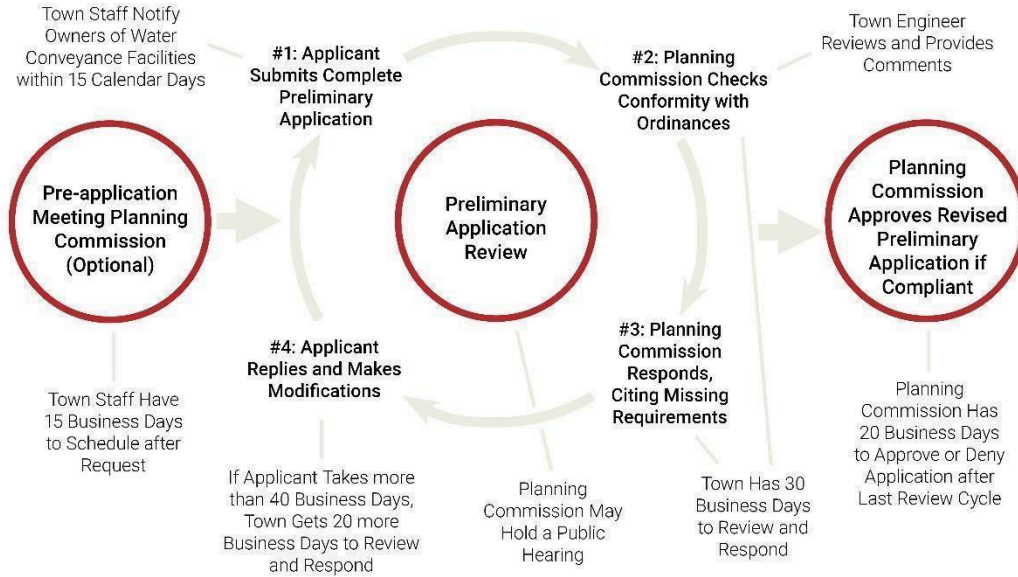 Town Staff Notify
Owners of Water
Conveyance Facilities
within 15 Calendar Days
#1: Applicant
Submits Complete
Preliminary
Application
#2: Planning
Commission Checks
Conformity with
Ordinances
Town Engineer
Reviews and Provides
Comments
Pre-application
Meeting Planning
Commission
(Optional)
Preliminary
Application
Review
Planning
Commission
Approves Revised
Preliminary
Application if
Compliant
#4: Applicant
Replies and Makes
Modifications
#3: Planning
Commission
Responds,
Citing Missing
Requirements
Town Staff Have
15 Business Days
to Schedule after
Request
If Applicant Takes more
than 40 Business Days,
Town Gets 20 more
Business Days to Review
and Respond
Planning
Commission May
Hold a Public
Hearing
Town Has 30
Business Days
to Review and
Respond
Planning
Commission Has
20 Business Days
to Approve or Deny
Application after
Last Review Cycle